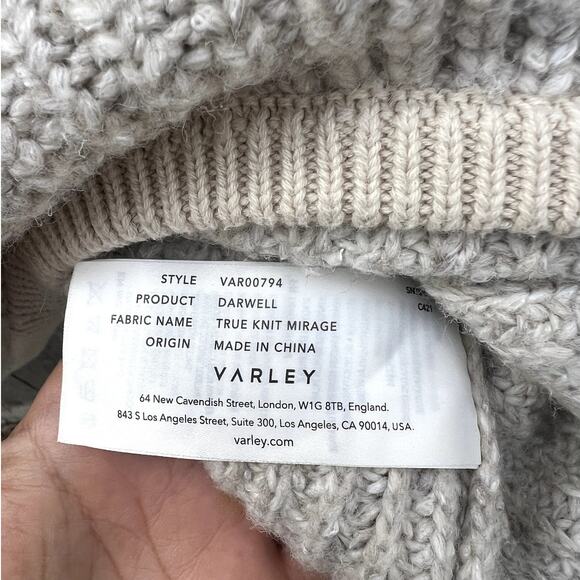 STYLE VAR00794
PRODUCT DARWELL
FABRIC NAME TRUE KNIT MIRAGE
ORIGIN MADE IN CHINA
VARLEY
64 New Cavendish Street, London, W1G 8TB, England.
843 S Los Angeles Street, Suite 300, Los Angeles, CA 90014, USA.
varley.com
C421